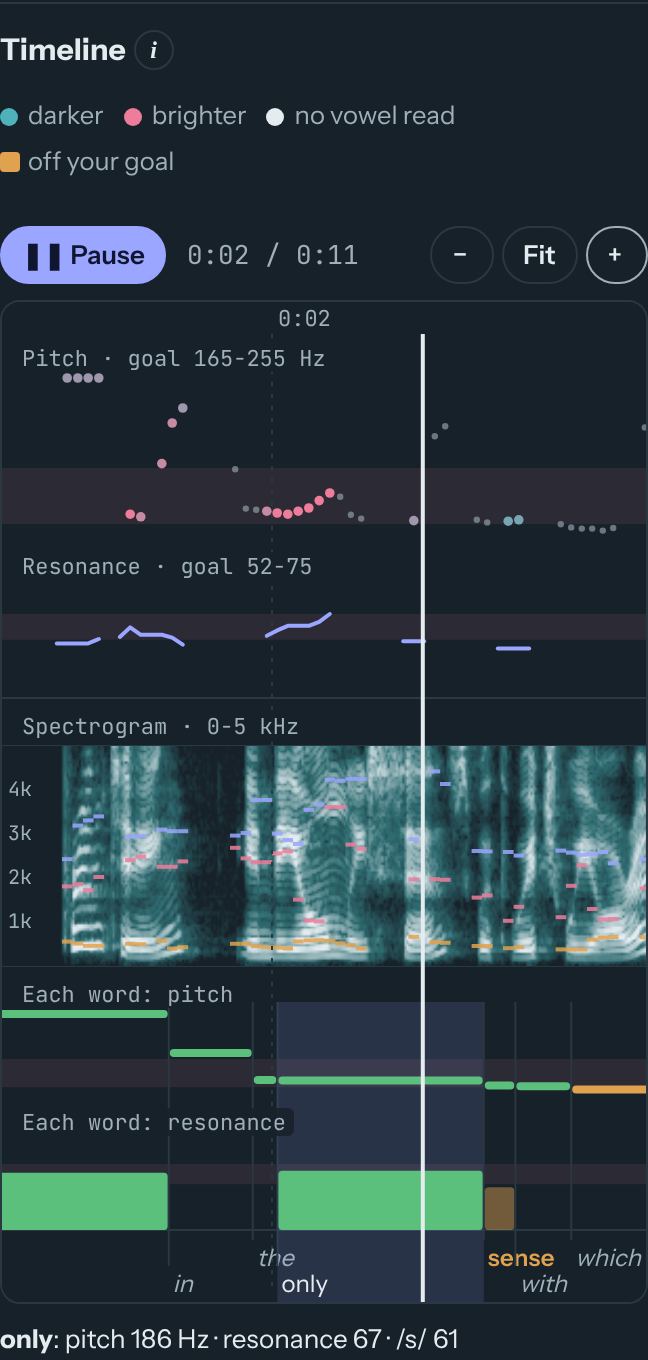 Timeline i
darker brighter no vowel read
off your goal
❚❚ Pause 0:02 / 0:11 − Fit +
0:02
Pitch · goal 165-255 Hz
Resonance · goal 52-75
Spectrogram · 0-5 kHz
4k
3k
2k
1k
Each word: pitch
Each word: resonance
the sense which
in only with
only: pitch 186 Hz · resonance 67 · /s/ 61